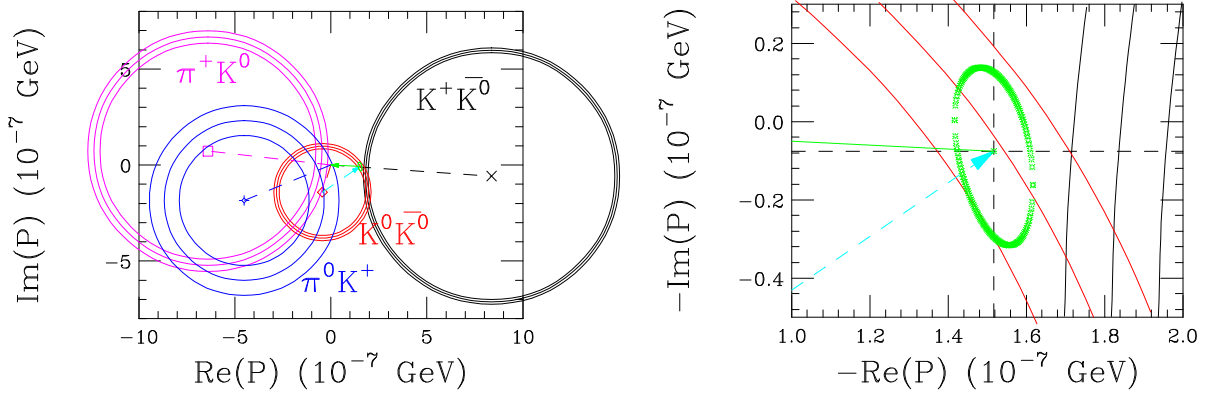 π⁺K⁰
K⁺K̅⁰
K⁰K̅⁰
π⁰K⁺
5
0
−5
−10
−5
0
5
10
Im(P) (10⁻⁷ GeV)
Re(P) (10⁻⁷ GeV)
0.2
0.0
−0.2
−0.4
1.0
1.2
1.4
1.6
1.8
2.0
−Im(P) (10⁻⁷ GeV)
−Re(P) (10⁻⁷ GeV)